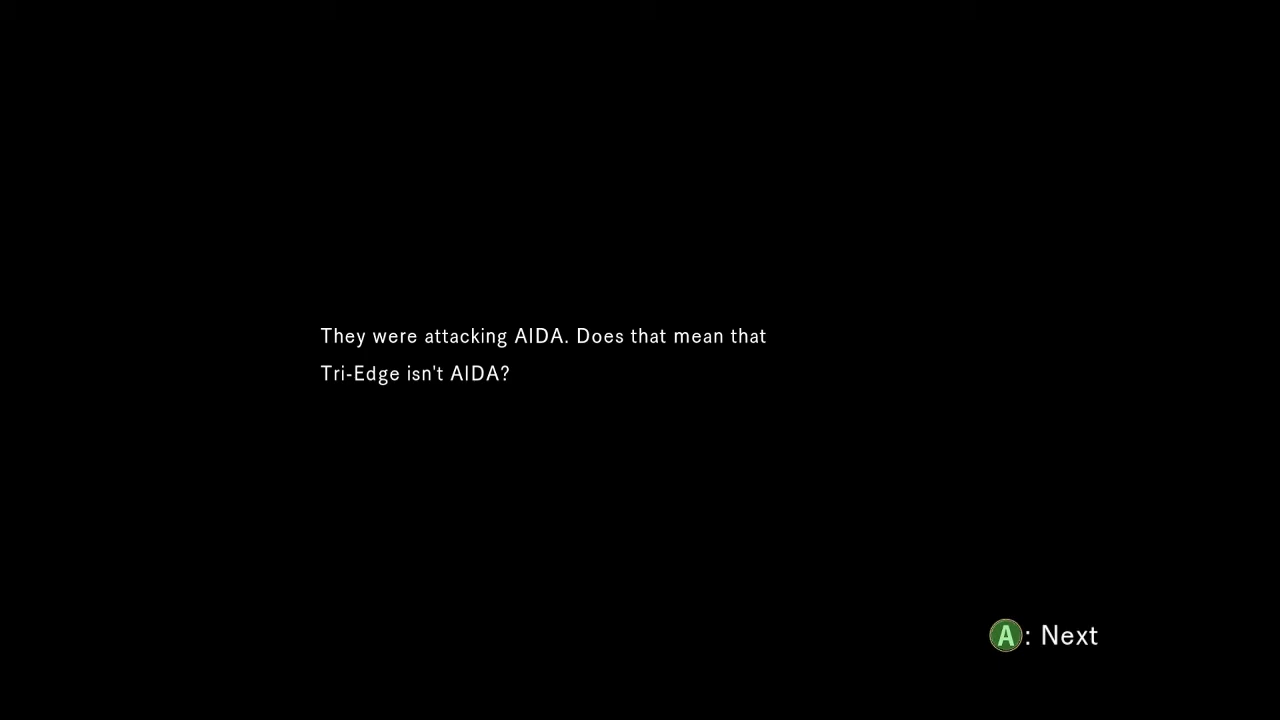 They were attacking AIDA. Does that mean that
Tri-Edge isn't AIDA?
A: Next